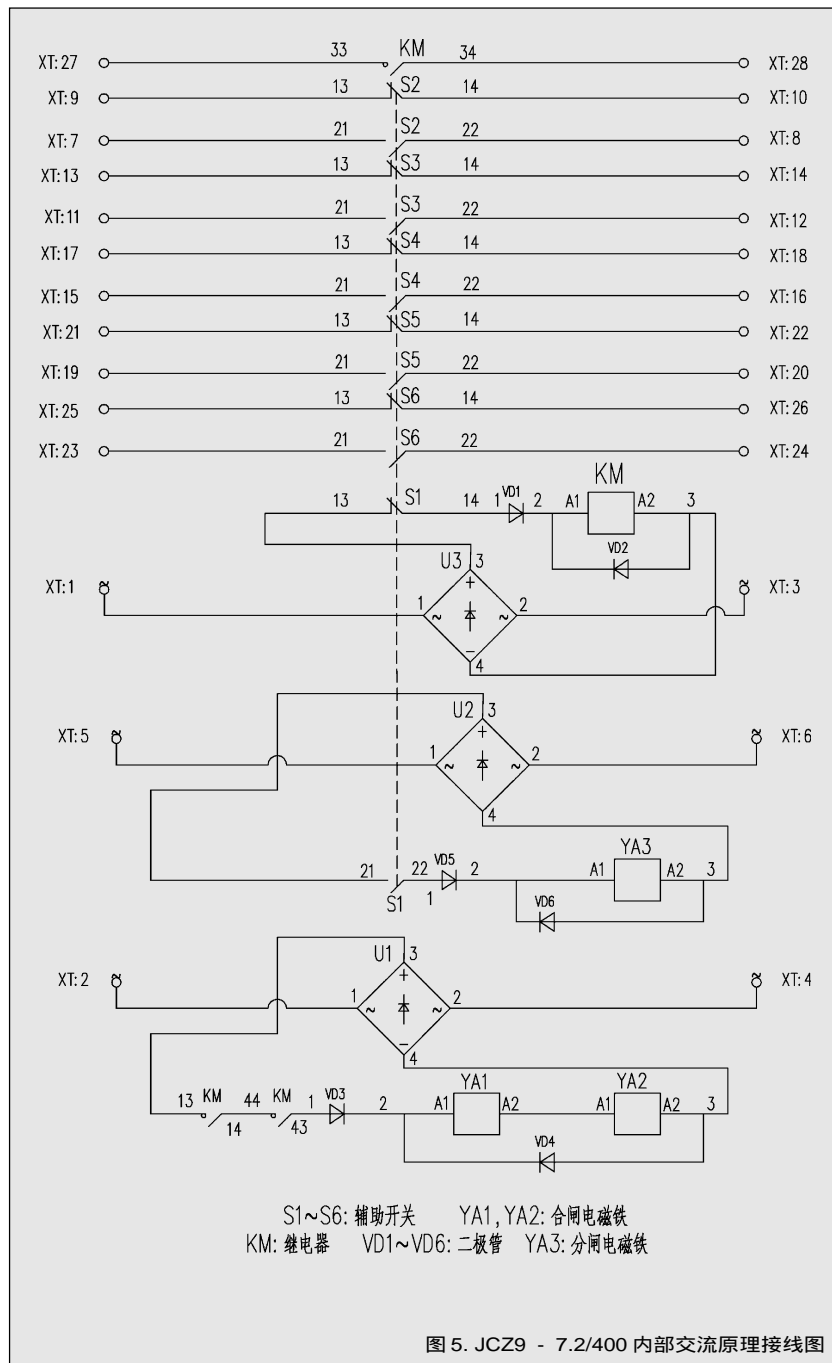 XT:27 33 KM 34 XT:28
XT:9 13 S2 14 XT:10
XT:7 21 S2 22 XT:8
XT:13 13 S3 14 XT:14
XT:11 21 S3 22 XT:12
XT:17 13 S4 14 XT:18
XT:15 21 S4 22 XT:16
XT:21 13 S5 14 XT:22
XT:19 21 S5 22 XT:20
XT:25 13 S6 14 XT:26
XT:23 21 S6 22 XT:24
KM
13 S1 14 1 VD1 2 A1 A2 3
VD2
U3 3
XT:1 ~ + ~ XT:3
1 ~ ~ 2
− 4
U2 3
XT:5 ~ + ~ XT:6
1 ~ ~ 2
4
YA3
21 22 VD5 2 A1 A2 3
S1 1 VD6
U1 3
XT:2 ~ + ~ XT:4
1 ~ ~ 2
− 4
YA1 YA2
13 KM 44 KM 1 VD3 2 A1 A2 A1 A2 3
14 43
VD4
S1~S6: 辅助开关 YA1,YA2: 合闸电磁铁
KM: 继电器 VD1~VD6: 二极管 YA3: 分闸电磁铁
图 5. JCZ9 - 7.2/400 内部交流原理接线图